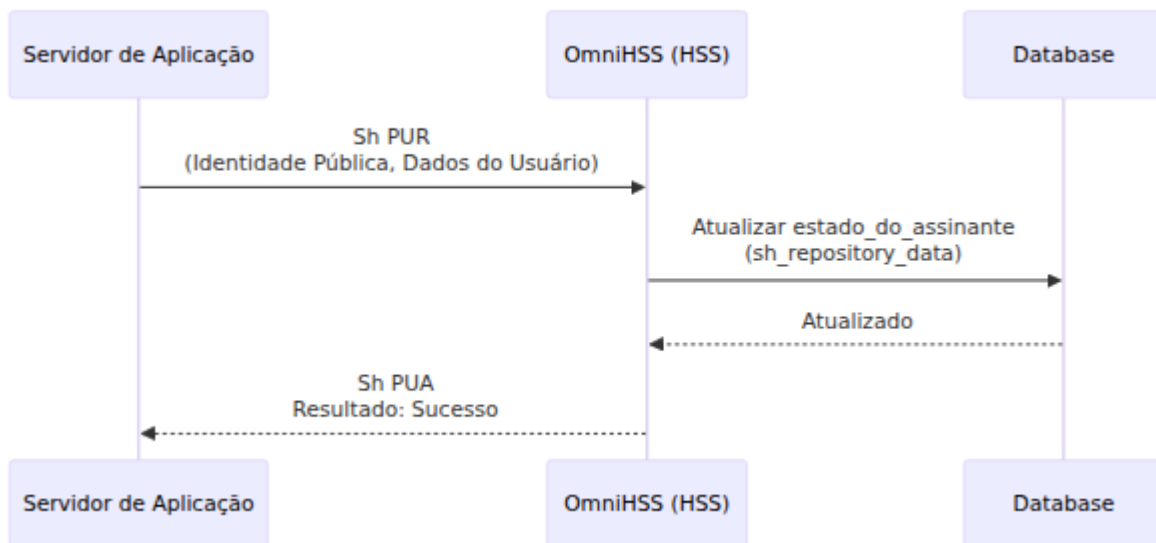 Servidor de Aplicação
OmniHSS (HSS)
Database
Sh PUR
(Identidade Pública, Dados do Usuário)
Atualizar estado_do_assinante
(sh_repository_data)
Atualizado
Sh PUA
Resultado: Sucesso
Servidor de Aplicação
OmniHSS (HSS)
Database